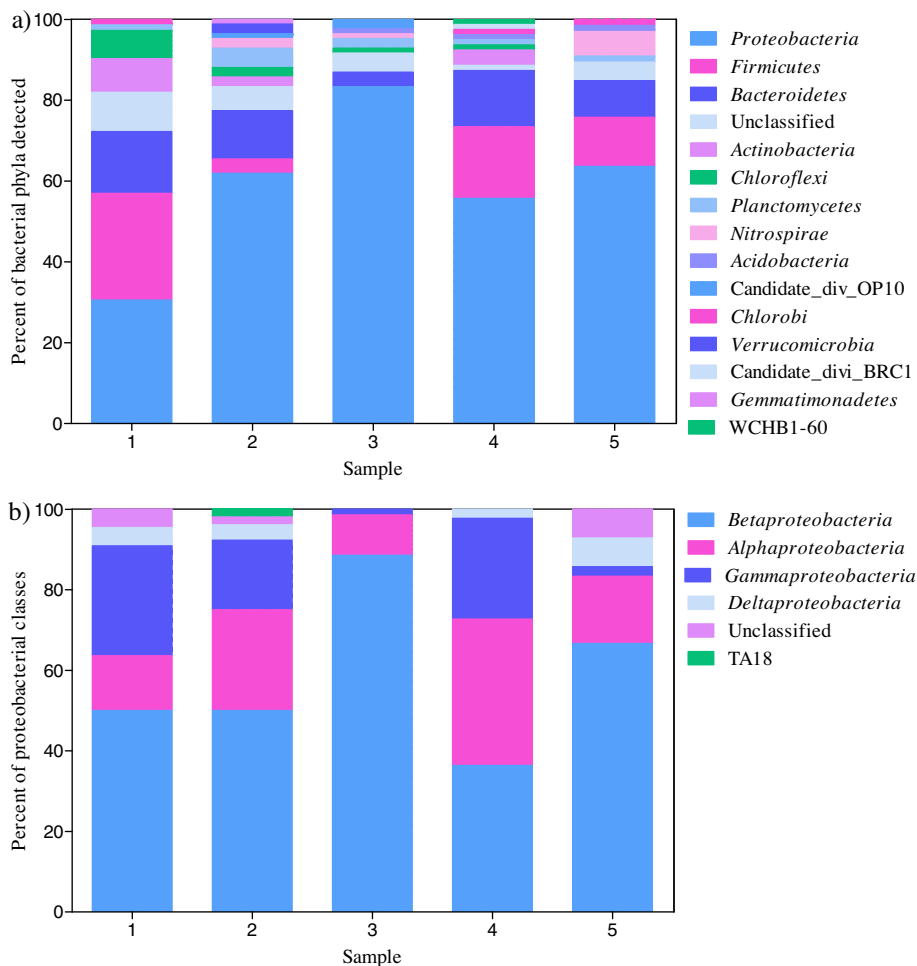 a)
Percent of bacterial phyla detected
100
80
60
40
20
0
1 2 3 4 5
Sample
Proteobacteria
Firmicutes
Bacteroidetes
Unclassified
Actinobacteria
Chloroflexi
Planctomycetes
Nitrospirae
Acidobacteria
Candidate_div_OP10
Chlorobi
Verrucomicrobia
Candidate_divi_BRC1
Gemmatimonadetes
WCHB1-60
b)
Percent of proteobacterial classes
100
80
60
40
20
0
1 2 3 4 5
Sample
Betaproteobacteria
Alphaproteobacteria
Gammaproteobacteria
Deltaproteobacteria
Unclassified
TA18